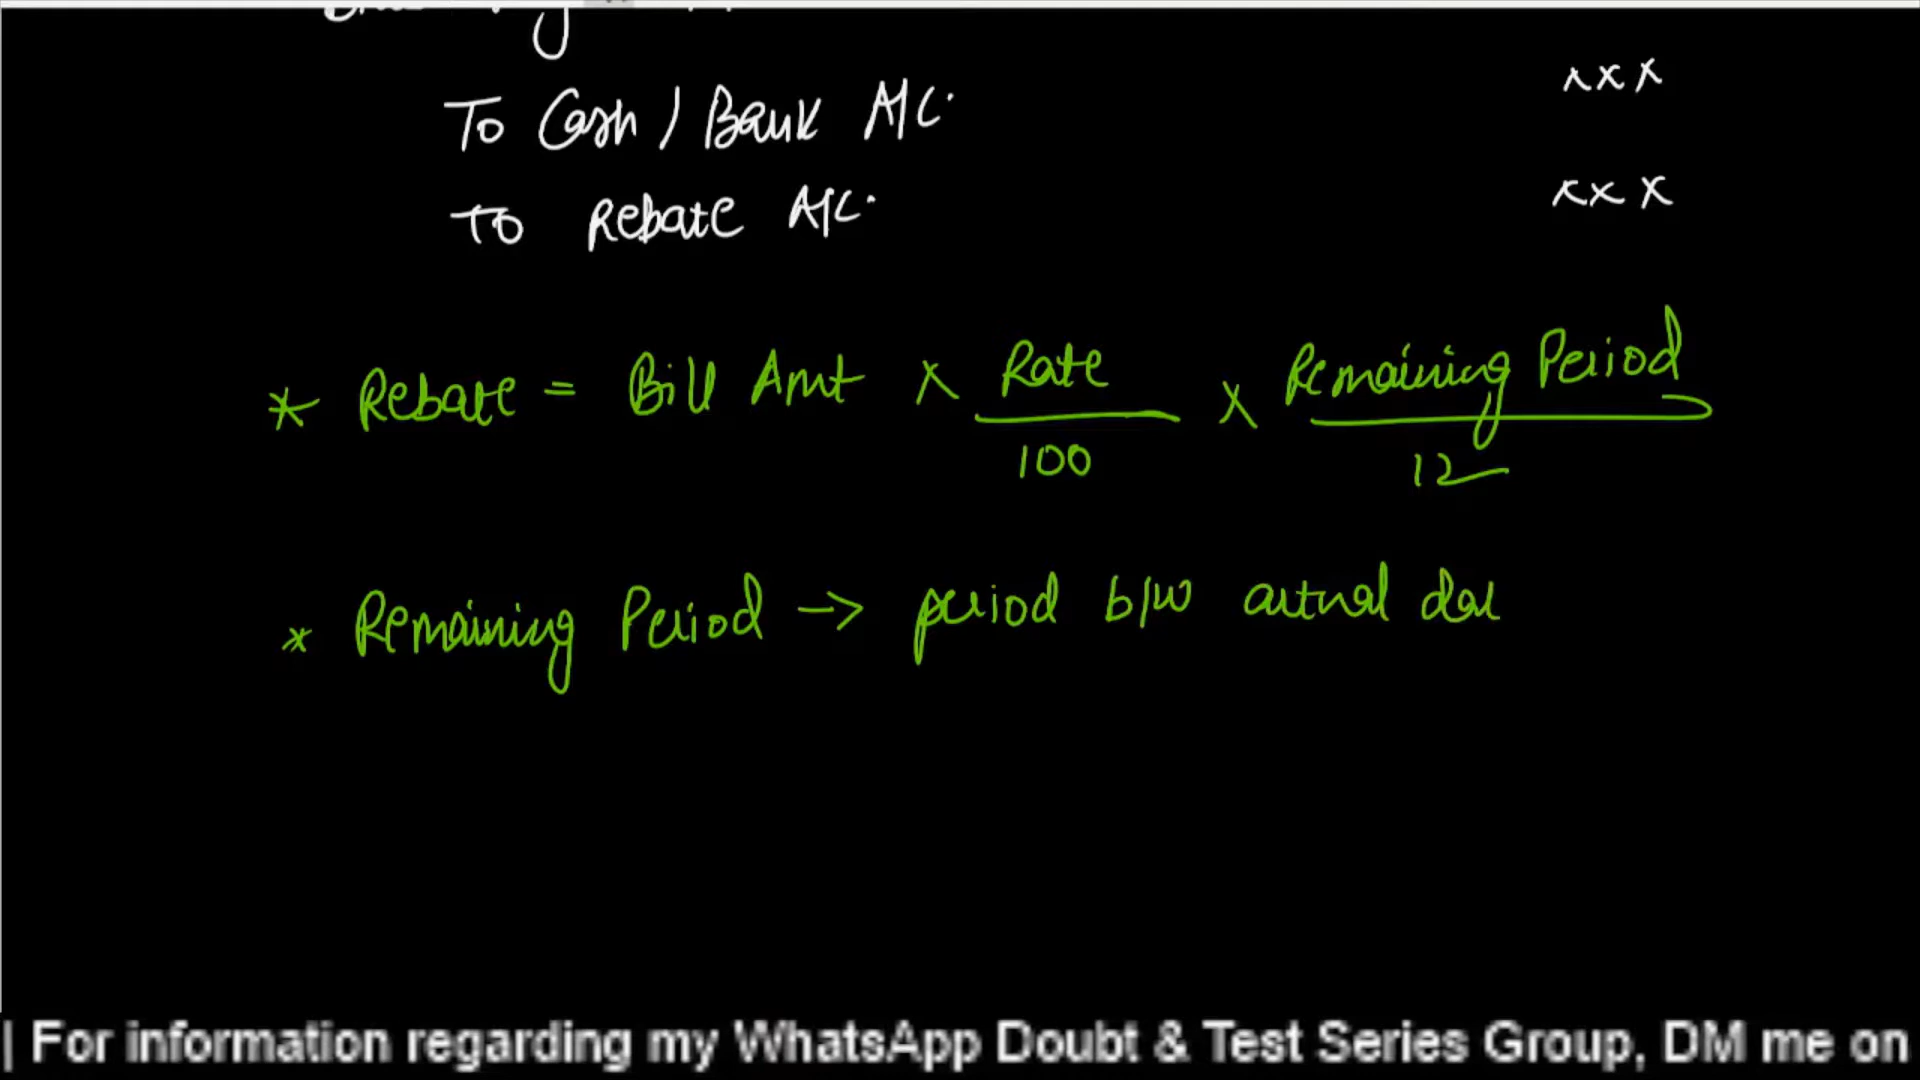 xxx
To Cash / Bank A/C.
To Rebate A/C.
xxx
* Rebate = Bill Amt x Rate / 100 x Remaining Period / 12
* Remaining Period -> period b/w actual dat
| For information regarding my WhatsApp Doubt & Test Series Group, DM me on